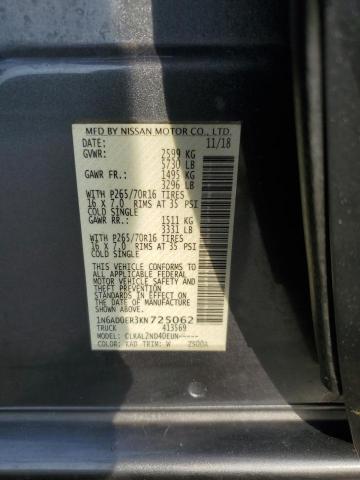 MFD BY NISSAN MOTOR CO., LTD.
DATE: 11/18
GVWR: 2599 KG
5730 LB
GAWR FR.: 1495 KG
3296 LB
WITH P265/70R16 TIRES
16 X 7.0 RIMS AT 35 PSI
COLD SINGLE
GAWR RR.: 1511 KG
3331 LB
WITH P265/70R16 TIRES
16 X 7.0 RIMS AT 35 PSI
COLD SINGLE
THIS VEHICLE CONFORMS TO
ALL APPLICABLE FEDERAL
MOTOR VEHICLE SAFETY
STANDARDS IN EFFECT ON THE
DATE OF MANUFACTURE
SHOWN ABOVE.
1N6AD0ER3KN725062
TRUCK 413569
MODEL: CLKALZND40EUN-----
COLOR: KAD TRIM: W 2S00A